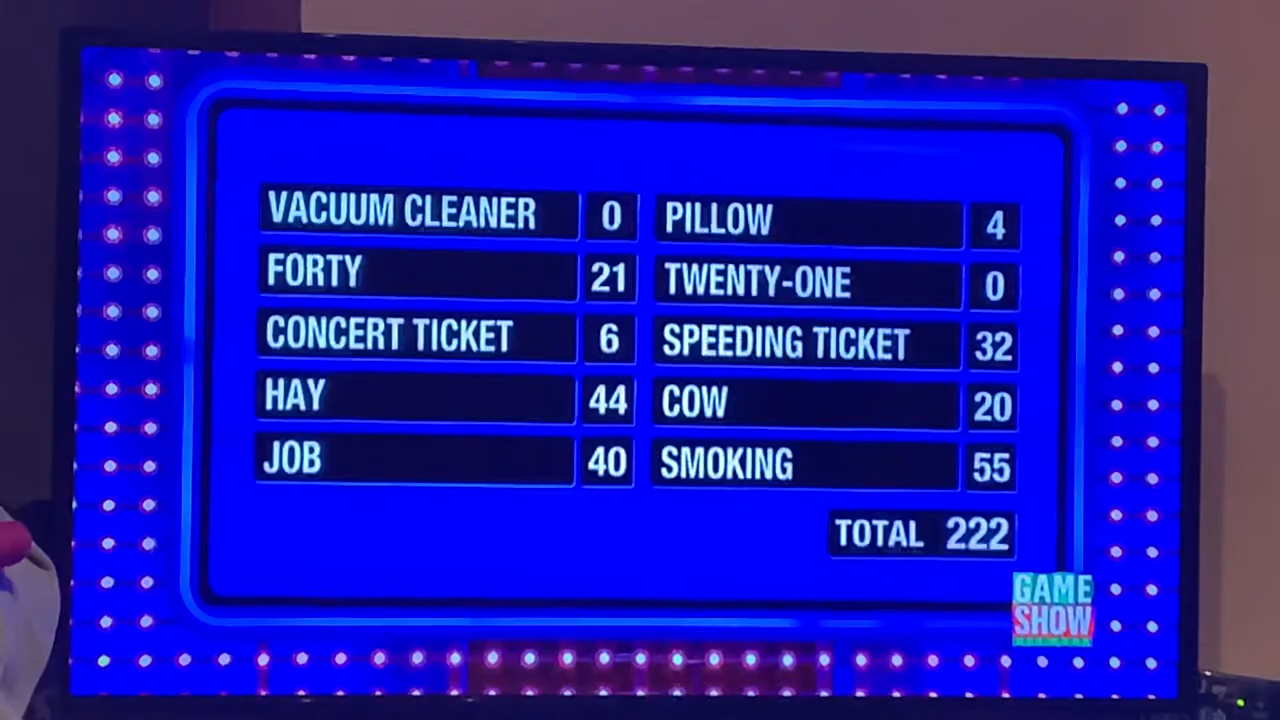 VACUUM CLEANER 0
FORTY 21
CONCERT TICKET 6
HAY 44
JOB 40
PILLOW 4
TWENTY-ONE 0
SPEEDING TICKET 32
COW 20
SMOKING 55
TOTAL 222
GAME
SHOW
NETWORK